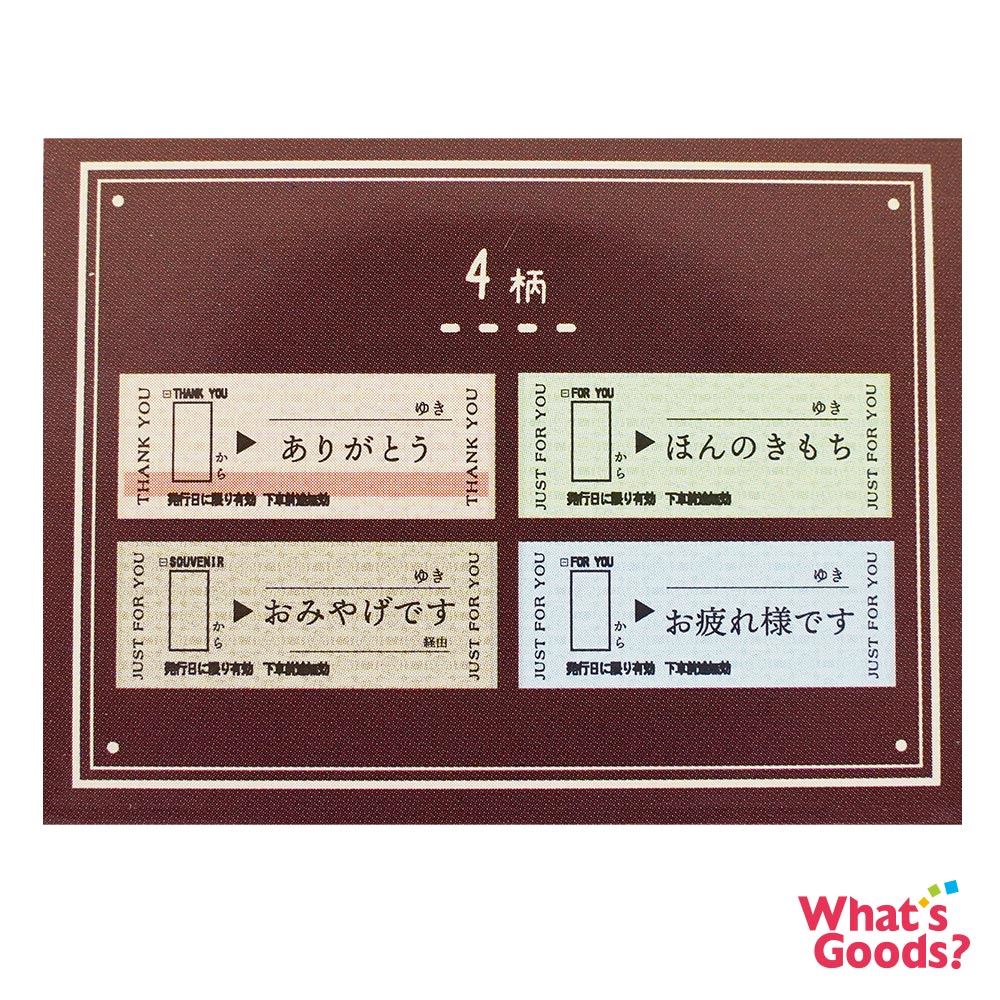 4柄
THANK YOU
⊟THANK YOU
ゆき
から
▶ ありがとう
発行日に限り有効 下車前途無効
THANK YOU
JUST FOR YOU
⊟FOR YOU
ゆき
から
▶ ほんのきもち
発行日に限り有効 下車前途無効
JUST FOR YOU
JUST FOR YOU
⊟SOUVENIR
ゆき
から
▶ おみやげです
経由
発行日に限り有効 下車前途無効
JUST FOR YOU
JUST FOR YOU
⊟FOR YOU
ゆき
から
▶ お疲れ様です
発行日に限り有効 下車前途無効
JUST FOR YOU
What's
Goods?